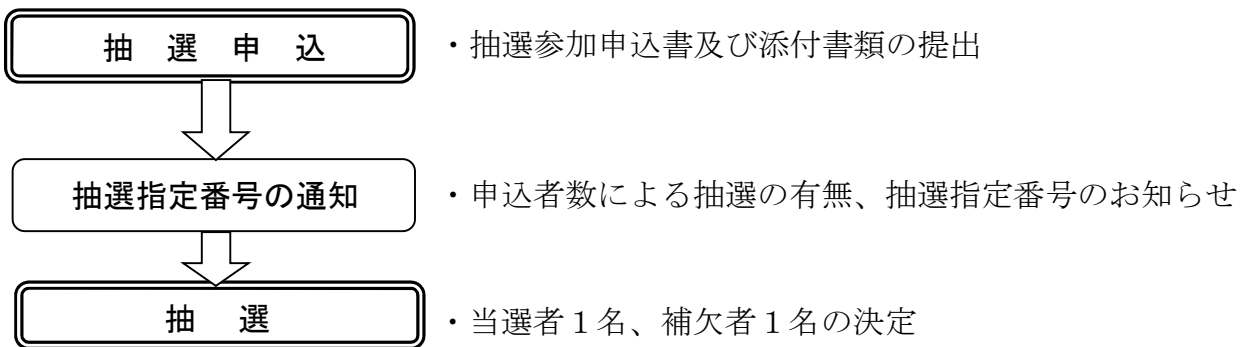 抽 選 申 込
・抽選参加申込書及び添付書類の提出
抽選指定番号の通知
・申込者数による抽選の有無、抽選指定番号のお知らせ
抽 選
・当選者１名、補欠者１名の決定